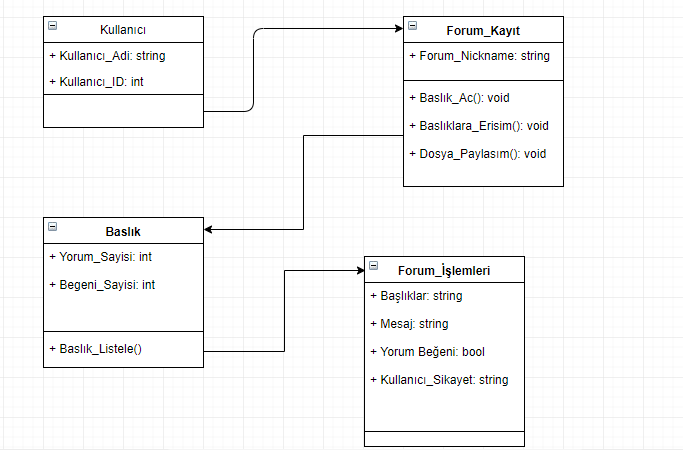 Kullanıcı
+ Kullanıcı_Adi: string
+ Kullanıcı_ID: int
Forum_Kayıt
+ Forum_Nickname: string
+ Baslık_Ac(): void
+ Baslıklara_Erisim(): void
+ Dosya_Paylasım(): void
Baslık
+ Yorum_Sayisi: int
+ Begeni_Sayisi: int
+ Baslık_Listele()
Forum_İşlemleri
+ Başlıklar: string
+ Mesaj: string
+ Yorum Beğeni: bool
+ Kullanıcı_Sikayet: string